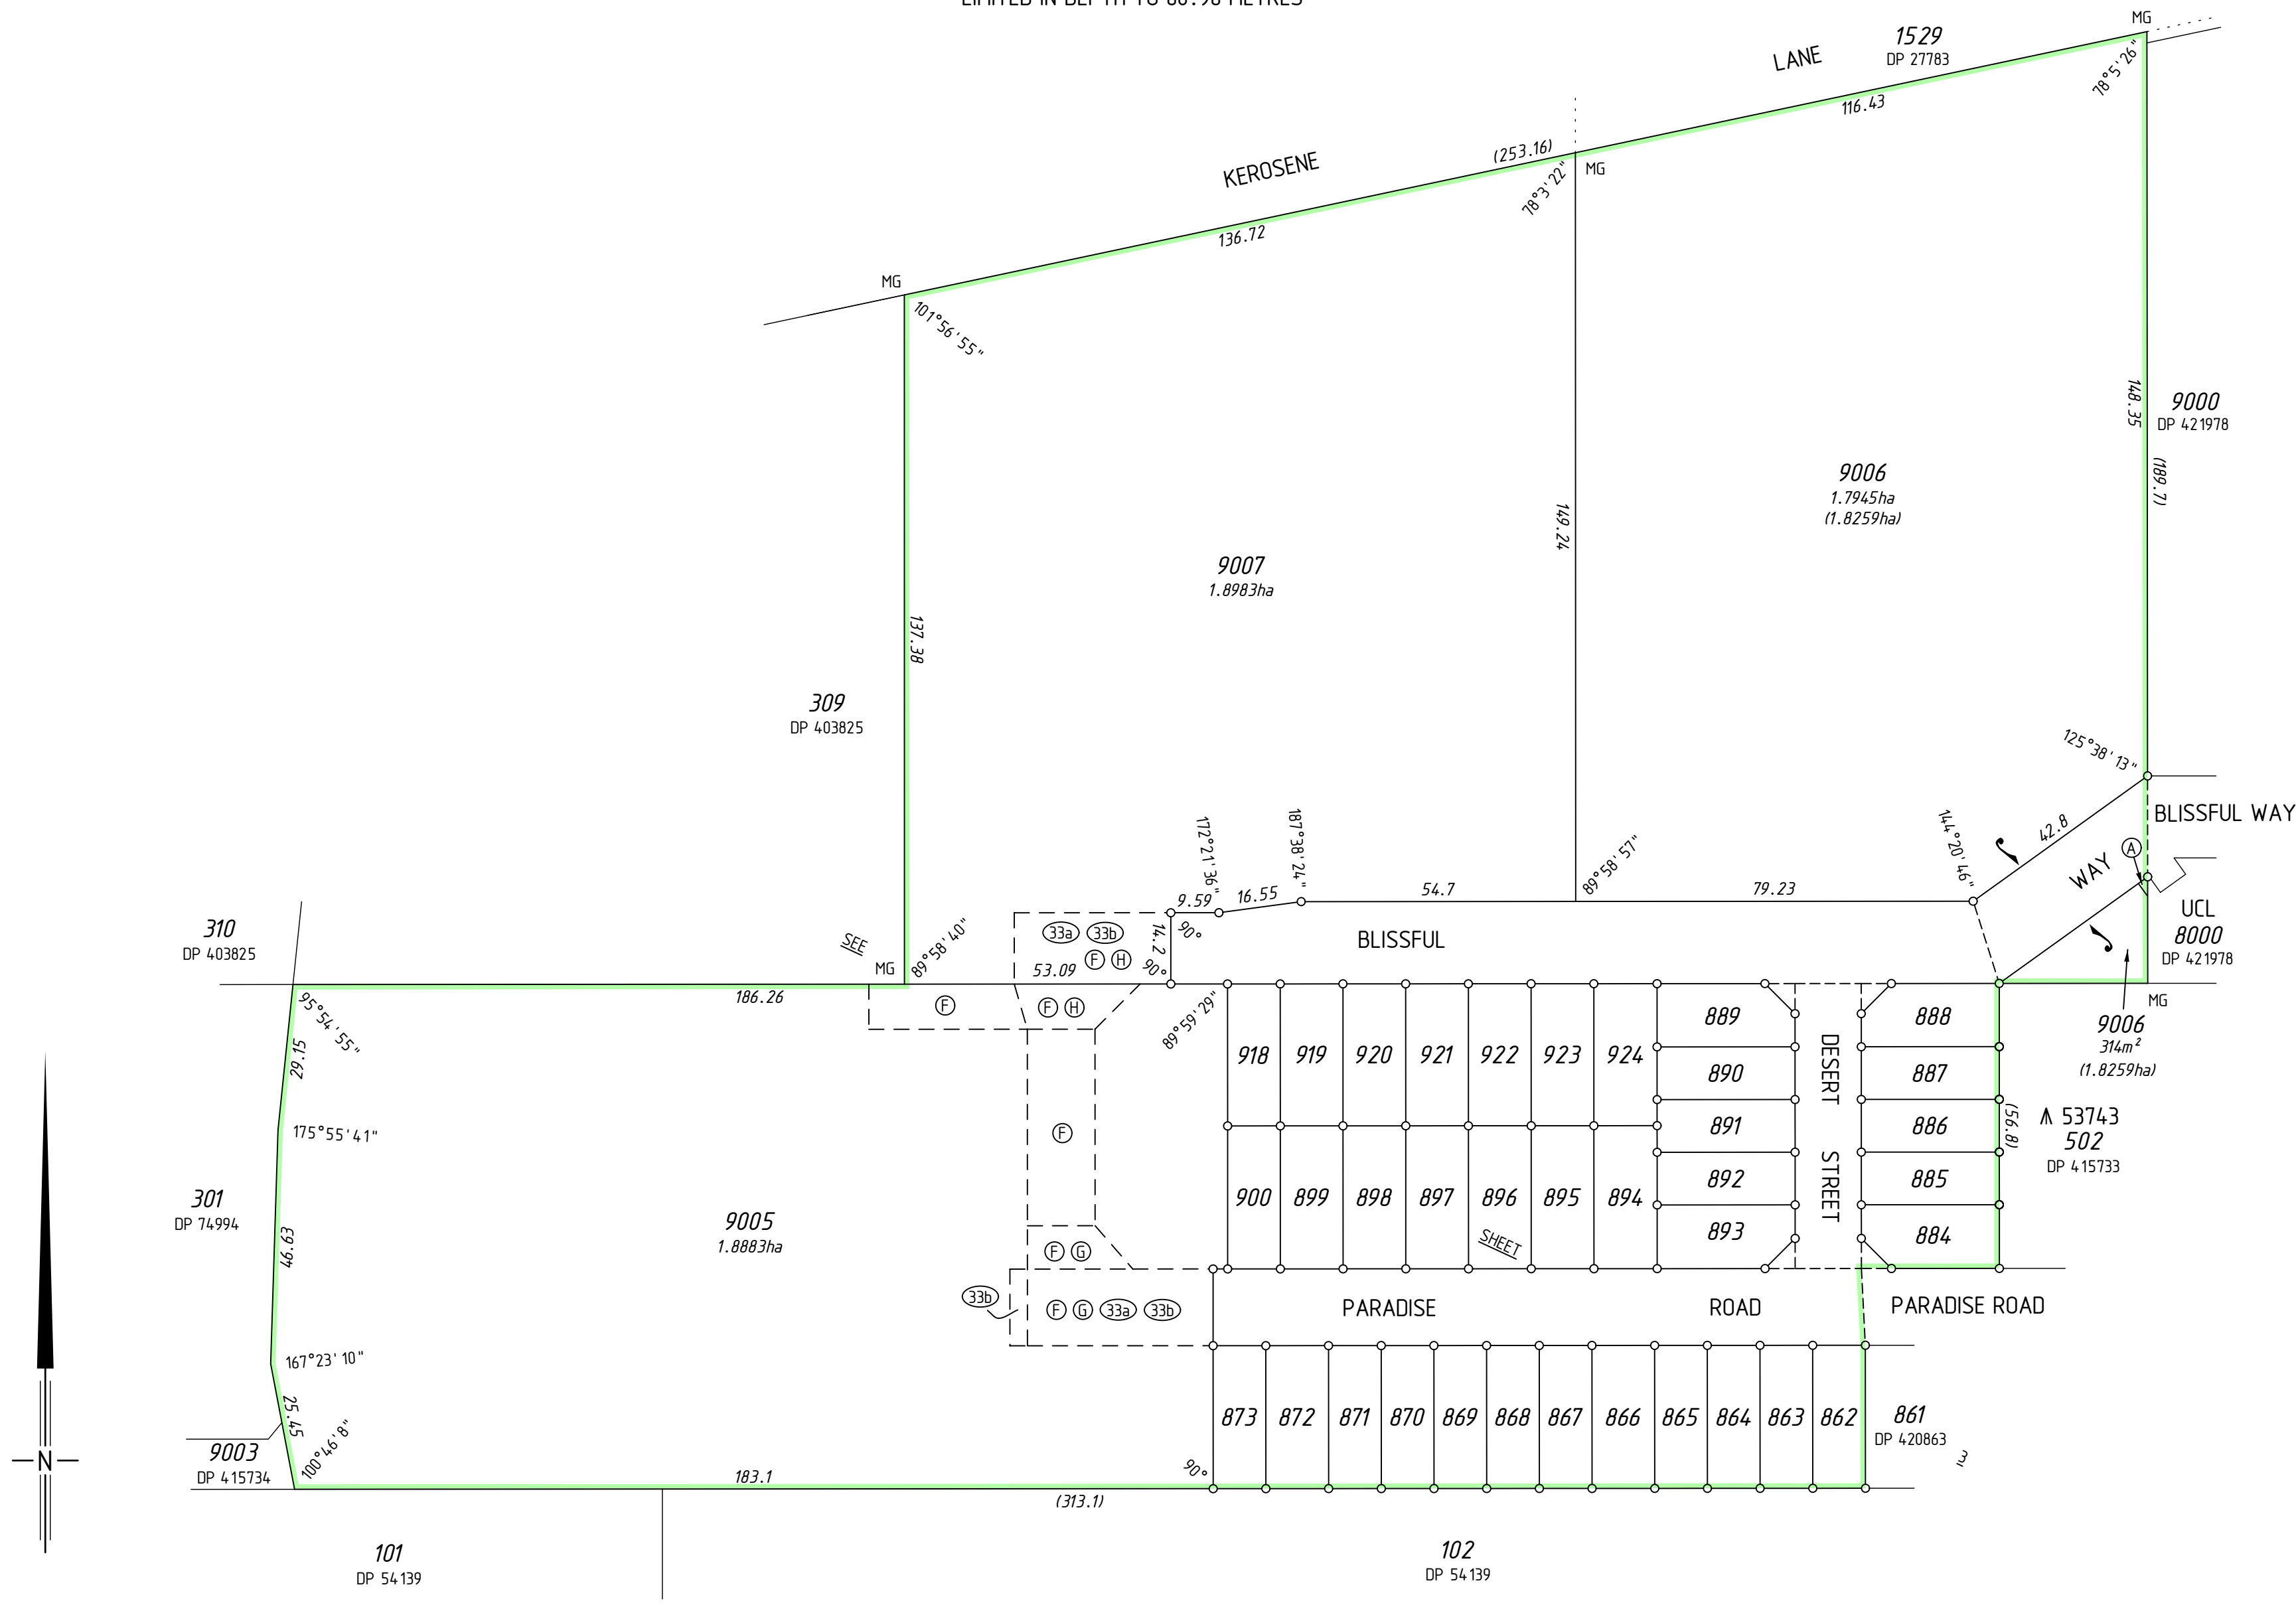 LIMITED IN DEPTH TO 60.96 METRES
MG
LANE
1529
DP 27783
78°5'26"
116.43
KEROSENE
(253.16)
78°3'22"
MG
136.72
MG
101°56'55"
148.35
9000
DP 421978
(189.7)
9006
1.7945ha
(1.8259ha)
149.24
9007
1.8983ha
137.38
309
DP 403825
125°38'13"
BLISSFUL WAY
42.8
WAY
A
172°21'36"
187°38'24"
89°58'57"
144°20'46"
9.59
16.55
54.7
79.23
310
DP 403825
SEE
MG
89°58'40"
33a 33b
F H
14.2
90°
90°
53.09
BLISSFUL
UCL
8000
DP 421978
MG
186.26
95°54'55"
F
F H
89°59'29"
29.15
918 919 920 921 922 923 924
889
890
891
892
893
DESERT STREET
888
887
886
885
884
9006
314m²
(1.8259ha)
(56.8)
53743
502
DP 415733
175°55'41"
F
301
DP 74994
46.63
9005
1.8883ha
900 899 898 897 896 895 894
SHEET
F G
33b
F G 33a 33b
PARADISE ROAD
PARADISE ROAD
167°23'10"
25.45
100°46'8"
9003
DP 415734
873 872 871 870 869 868 867 866 865 864 863 862
861
DP 420863
3
90°
183.1
(313.1)
N
101
DP 54139
102
DP 54139